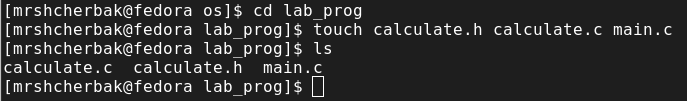 [mrshcherbak@fedora os]$ cd lab_prog
[mrshcherbak@fedora lab_prog]$ touch calculate.h calculate.c main.c
[mrshcherbak@fedora lab_prog]$ ls
calculate.c  calculate.h  main.c
[mrshcherbak@fedora lab_prog]$